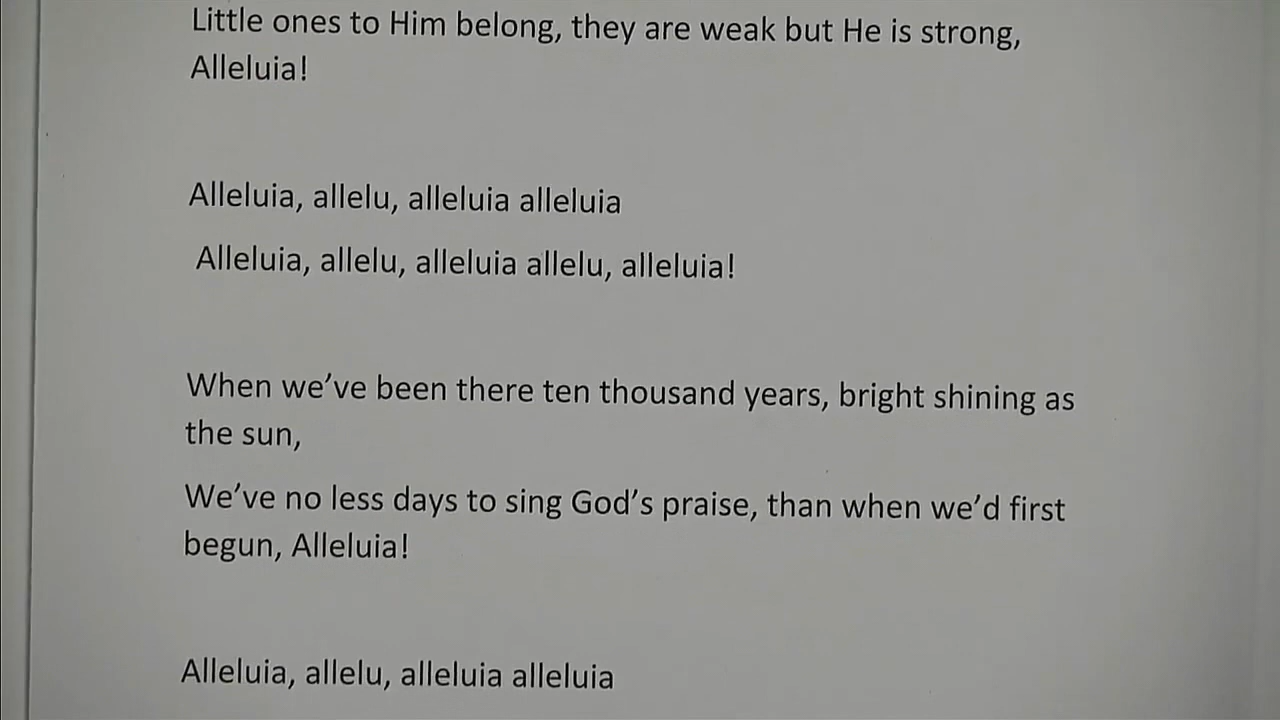 Little ones to Him belong, they are weak but He is strong,
Alleluia!
Alleluia, allelu, alleluia alleluia
Alleluia, allelu, alleluia allelu, alleluia!
When we’ve been there ten thousand years, bright shining as
the sun,
We’ve no less days to sing God’s praise, than when we’d first
begun, Alleluia!
Alleluia, allelu, alleluia alleluia